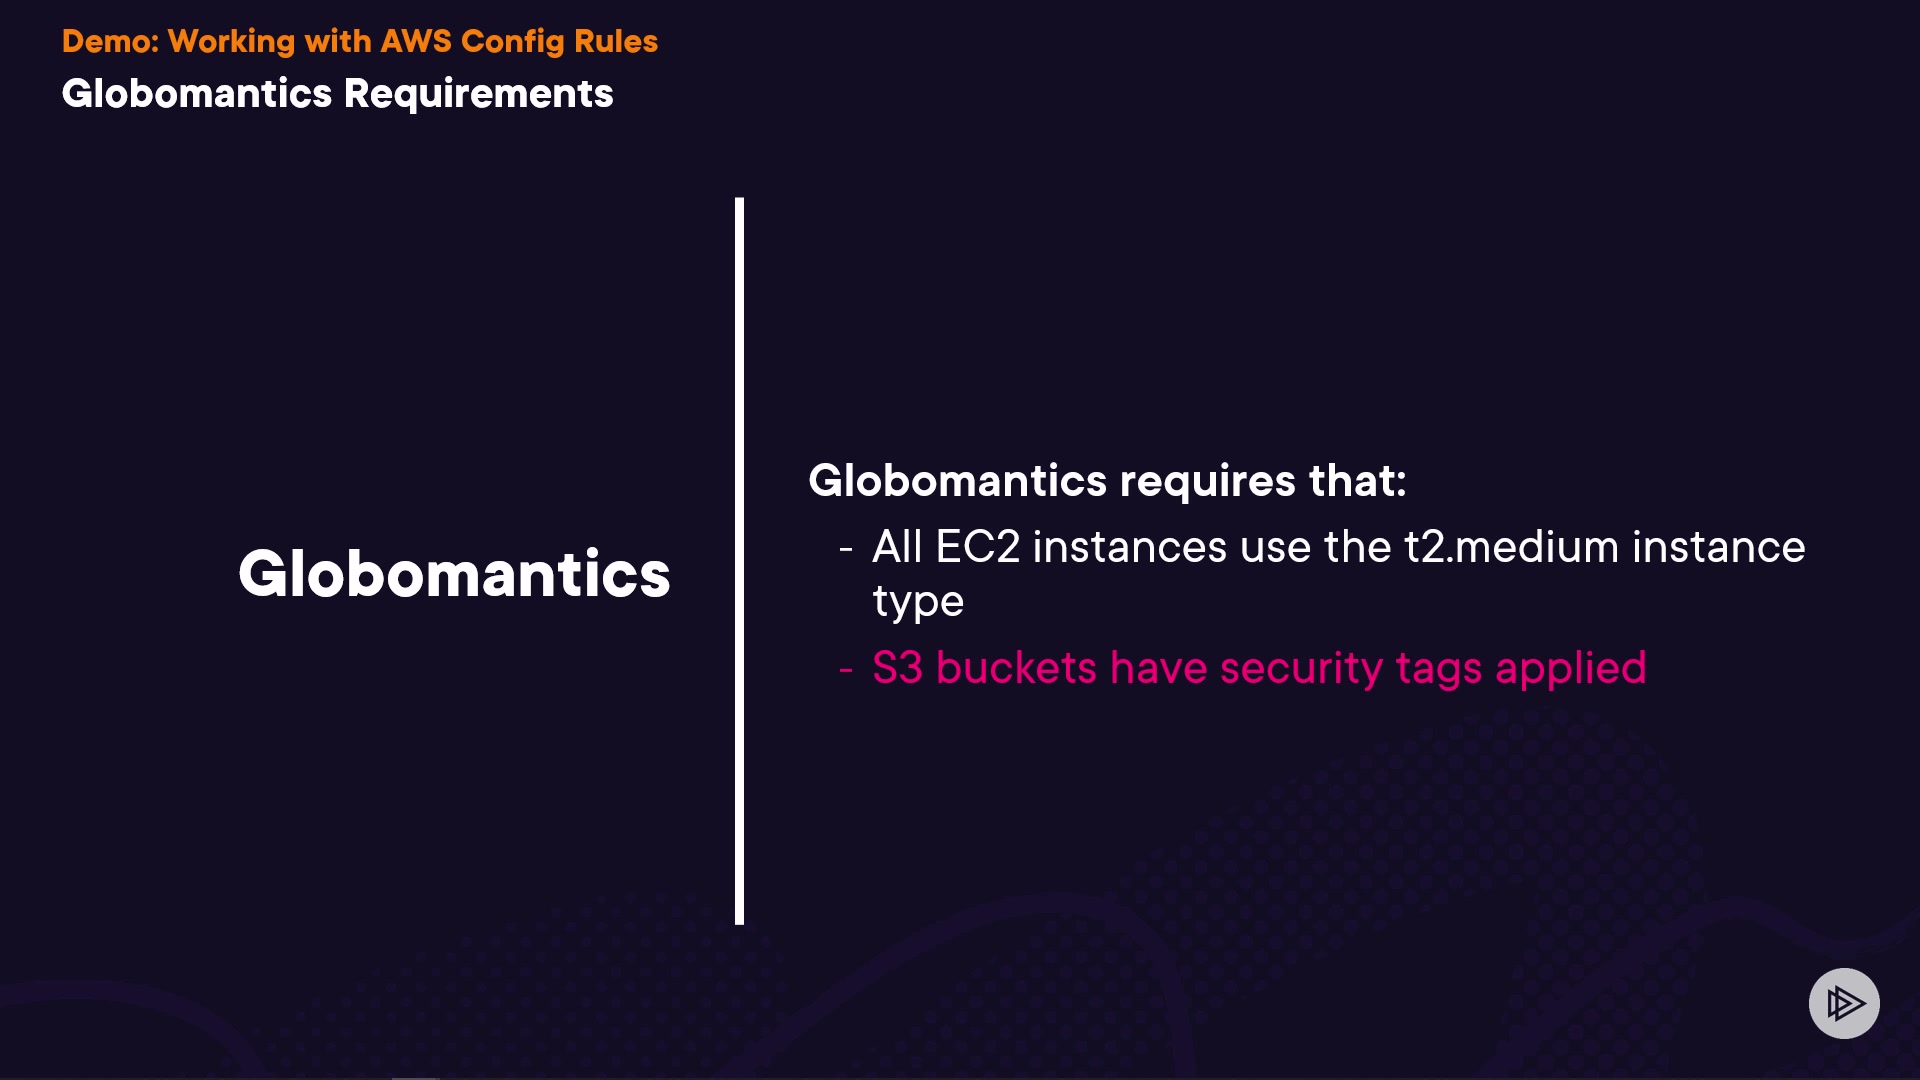 Demo: Working with AWS Config Rules
Globomantics Requirements
Globomantics
Globomantics requires that:
- All EC2 instances use the t2.medium instance
type
- S3 buckets have security tags applied